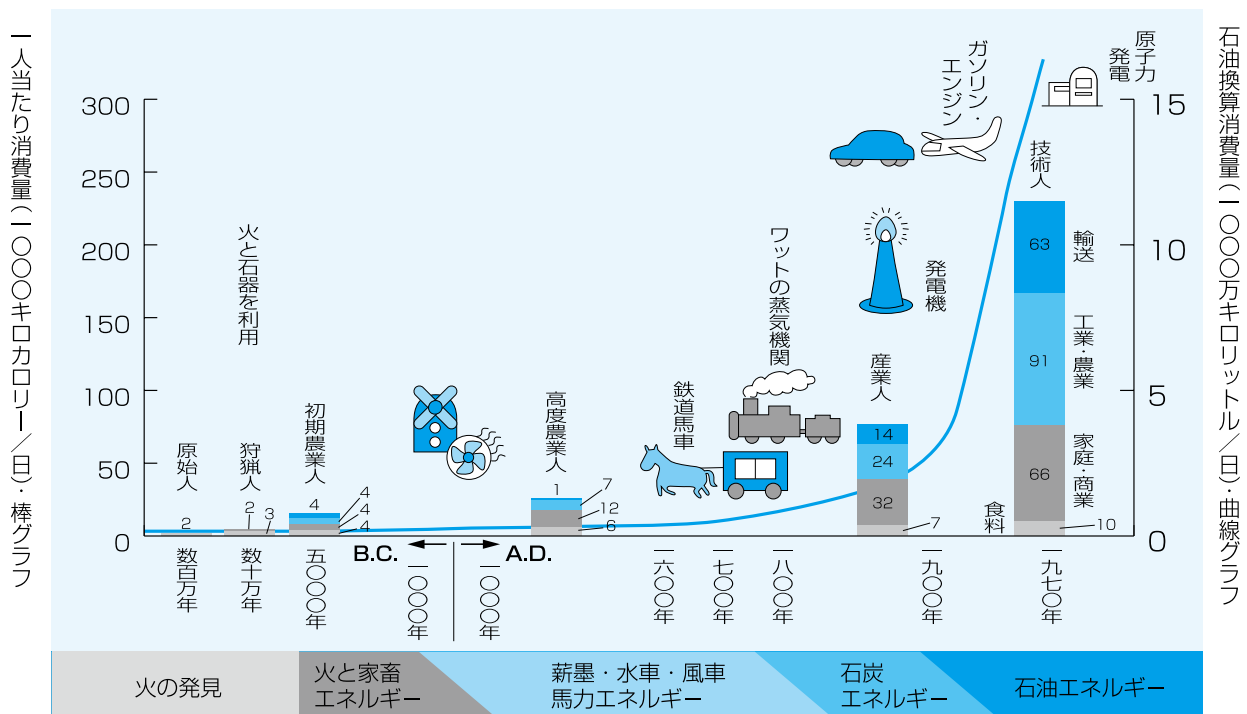 一人当たり消費量(一〇〇〇キロカロリー/日)・棒グラフ
石油換算消費量(一〇〇〇万キロリットル/日)・曲線グラフ
300
250
200
150
100
50
0
15
10
5
0
原始人
2
狩猟人
2
3
火と石器を利用
初期農業人
4
4
4
4
高度農業人
1
7
12
6
鉄道馬車
ワットの蒸気機関
産業人
14
24
32
7
発電機
ガソリン・
エンジン
原子力
発電
技術人
63
輸送
91
工業・農業
66
家庭・商業
10
食料
B.C.
A.D.
数百万年
数十万年
五〇〇〇年
一〇〇〇年
一〇〇〇年
一六〇〇年
一七〇〇年
一八〇〇年
一九〇〇年
一九七〇年
火の発見
火と家畜
エネルギー
薪墨・水車・風車
馬力エネルギー
石炭
エネルギー
石油エネルギー